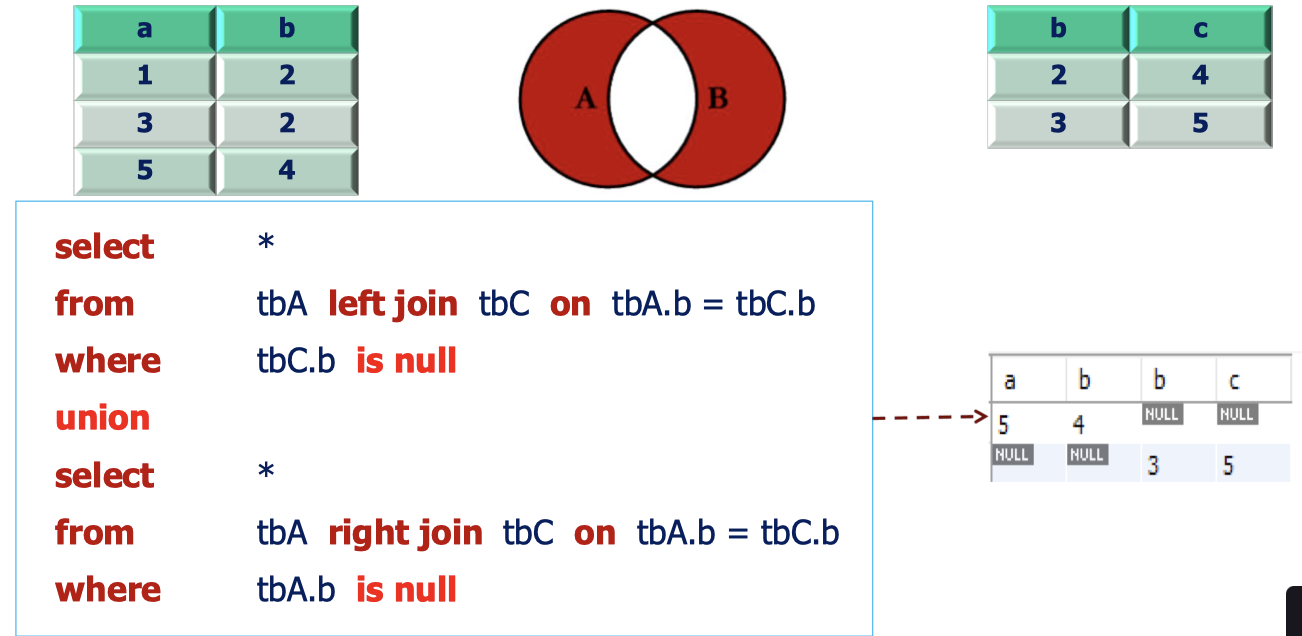 a b
1 2
3 2
5 4
A B
b c
2 4
3 5
select *
from tbA left join tbC on tbA.b = tbC.b
where tbC.b is null
union
select *
from tbA right join tbC on tbA.b = tbC.b
where tbA.b is null
a b b c
5 4 NULL NULL
NULL NULL 3 5